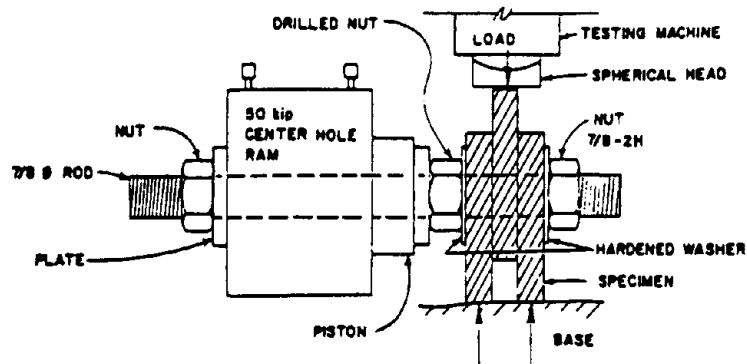 DRILLED NUT
LOAD
TESTING MACHINE
SPHERICAL HEAD
50 kip
CENTER HOLE
RAM
NUT
NUT
7/8-2H
7/8 ø ROD
PLATE
HARDENED WASHER
SPECIMEN
PISTON
BASE